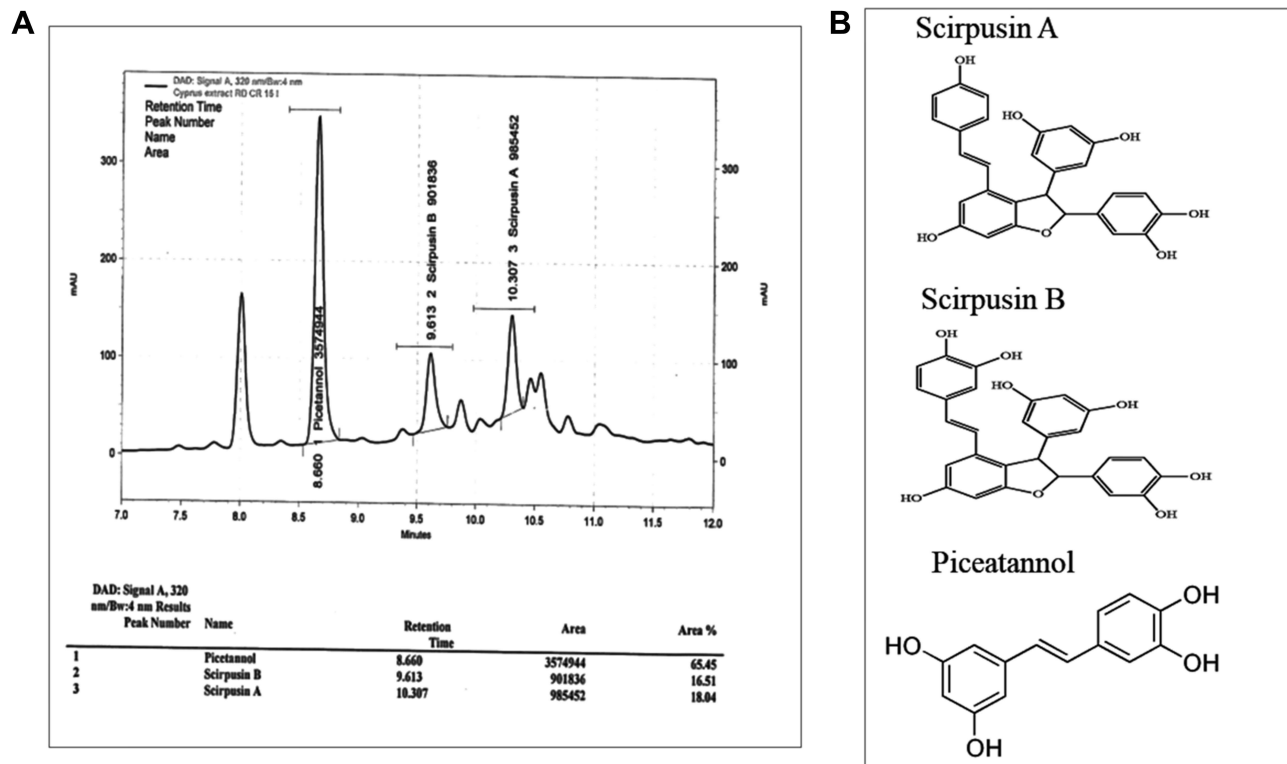 A
DAD: Signal A, 320 nm/Bw:4 nm
Cyprus extract RD CR 15 I
Retention Time
Peak Number
Name
Area
300
200
100
0
mAU
8.660 1 Picetannol 3574944
9.613 2 Scirpusin B 901836
10.307 3 Scirpusin A 985452
300
200
100
0
mAU
7.0 7.5 8.0 8.5 9.0 9.5 10.0 10.5 11.0 11.5 12.0
Minutes
DAD: Signal A, 320
nm/Bw:4 nm Results
Peak Number Name Retention Time Area Area %
1 Picetannol 8.660 3574944 65.45
2 Scirpusin B 9.613 901836 16.51
3 Scirpusin A 10.307 985452 18.04
B
Scirpusin A
OH
HO
OH
HO
O
OH
HO
Scirpusin B
OH
OH
HO
OH
HO
O
OH
OH
Piceatannol
OH
HO
OH
OH